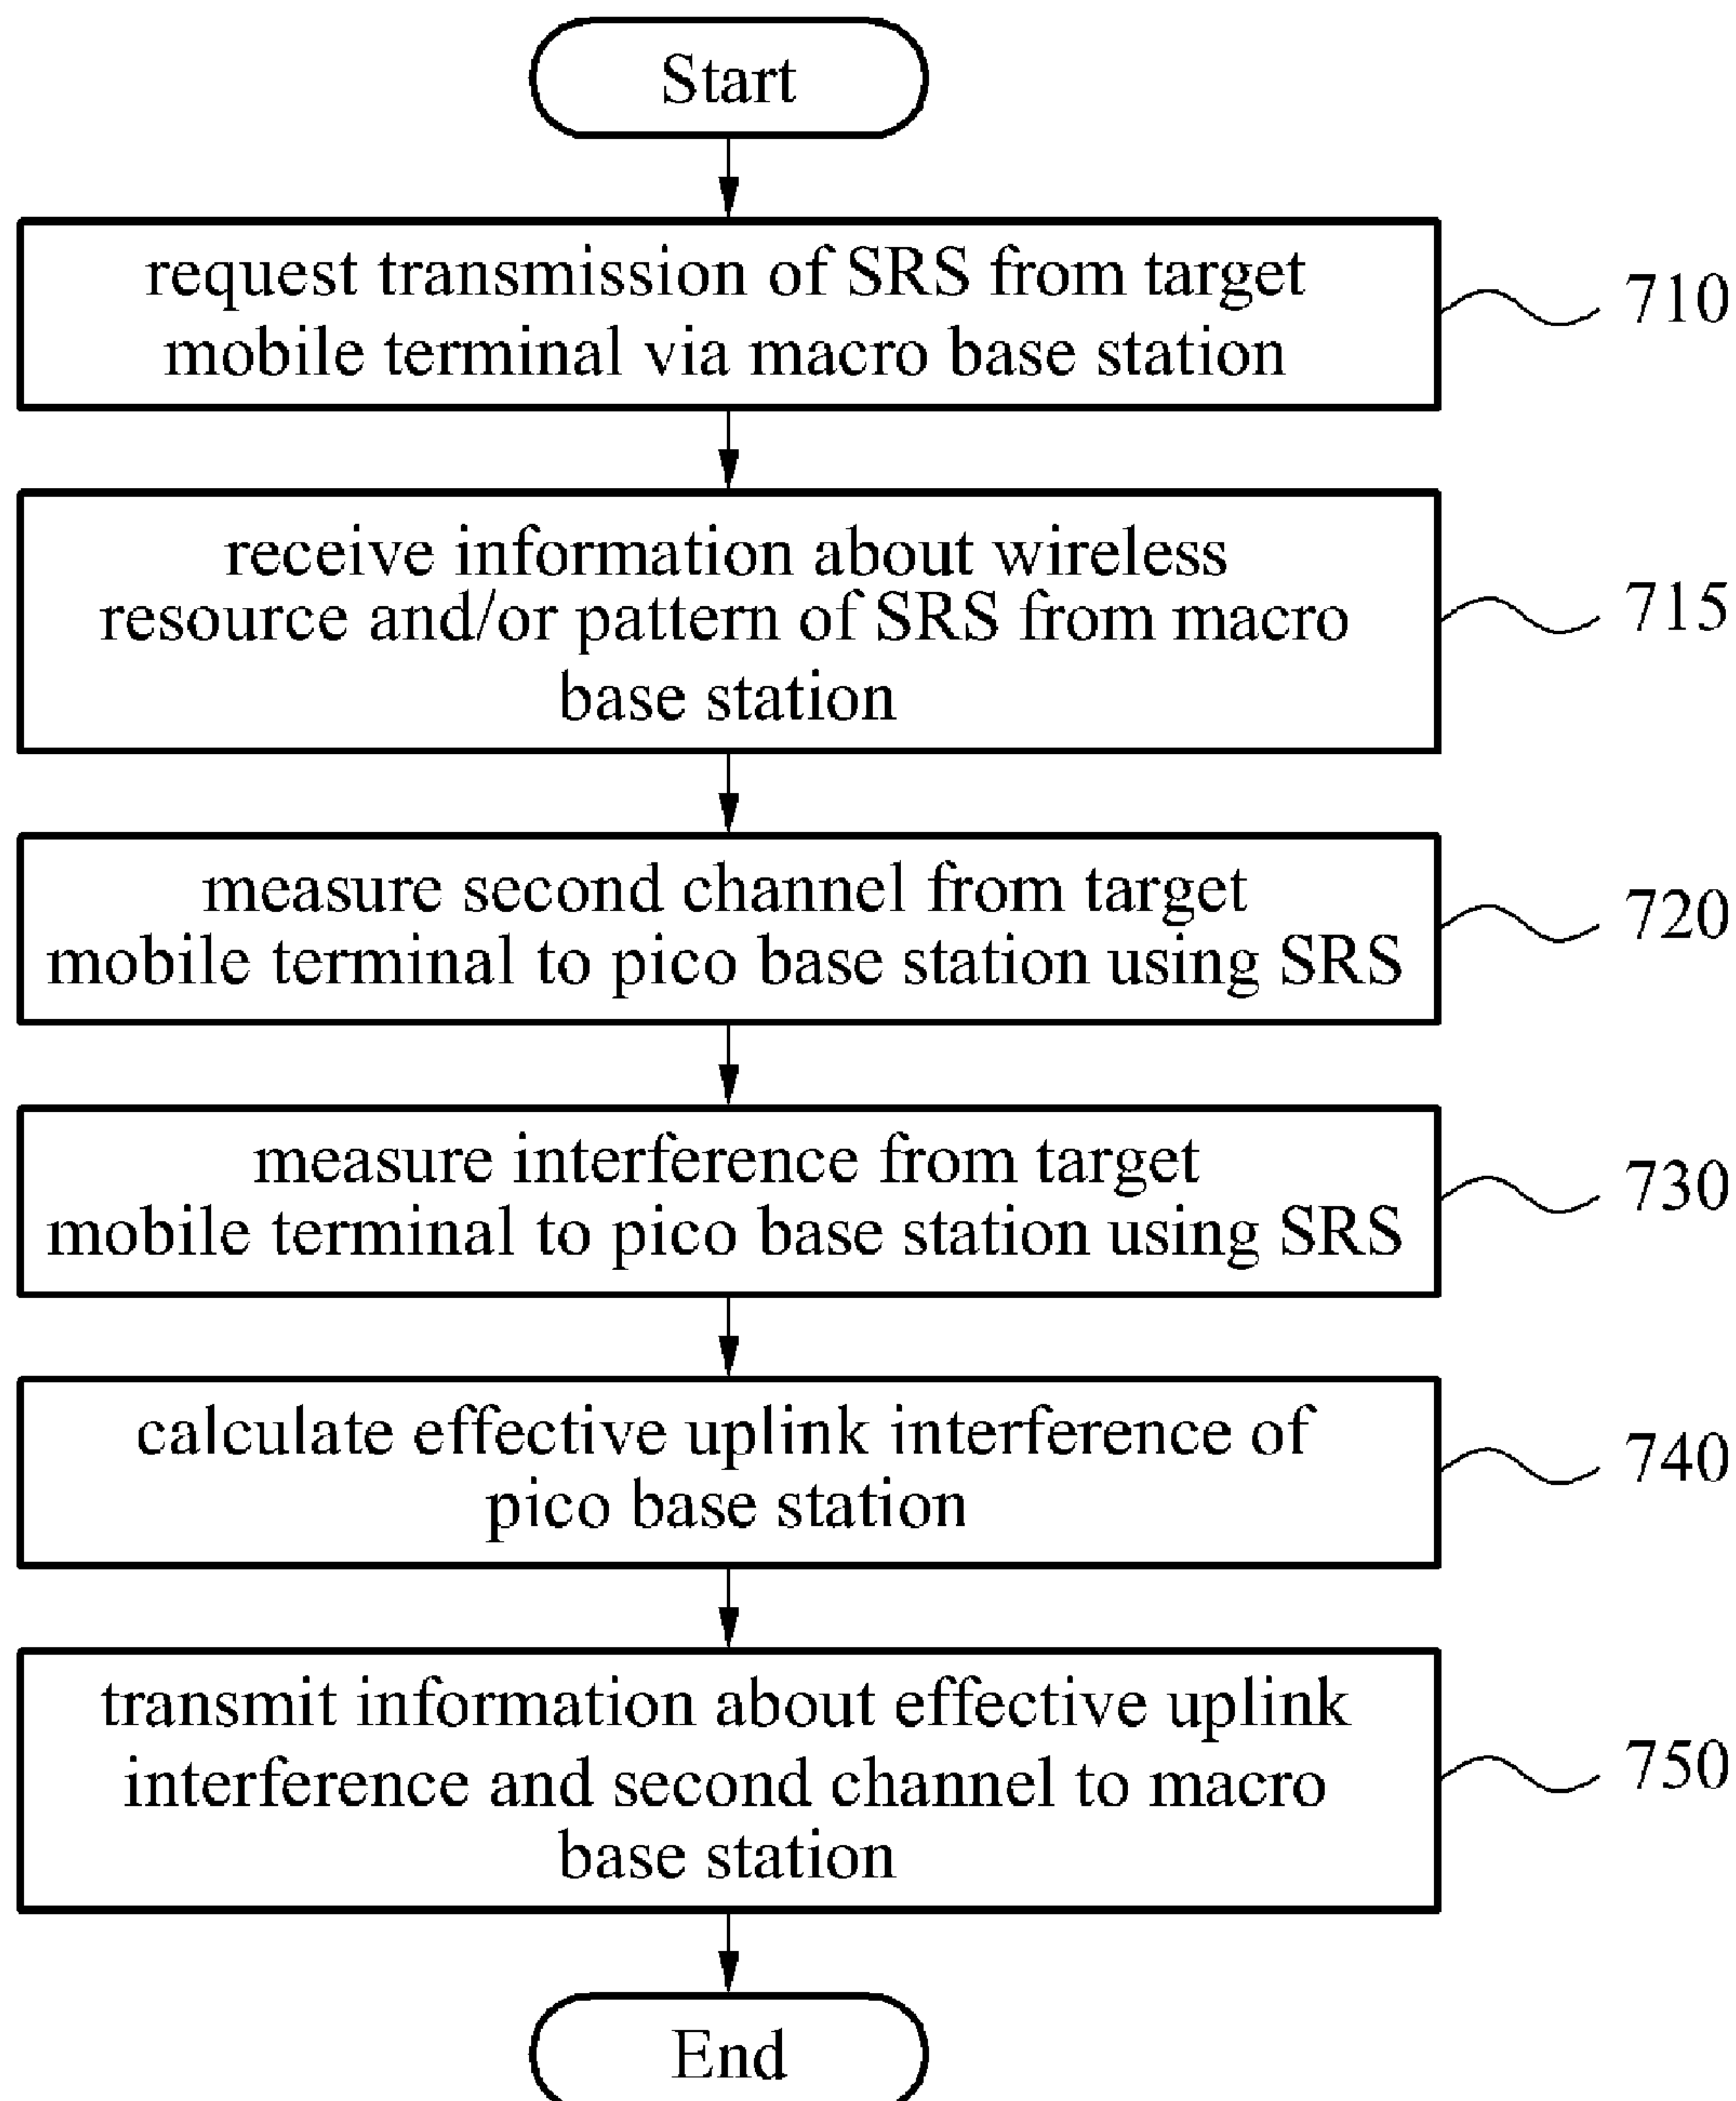 Start
request transmission of SRS from target
mobile terminal via macro base station
710
receive information about wireless
resource and/or pattern of SRS from macro
base station
715
measure second channel from target
mobile terminal to pico base station using SRS
720
measure interference from target
mobile terminal to pico base station using SRS
730
calculate effective uplink interference of
pico base station
740
transmit information about effective uplink
interference and second channel to macro
base station
750
End